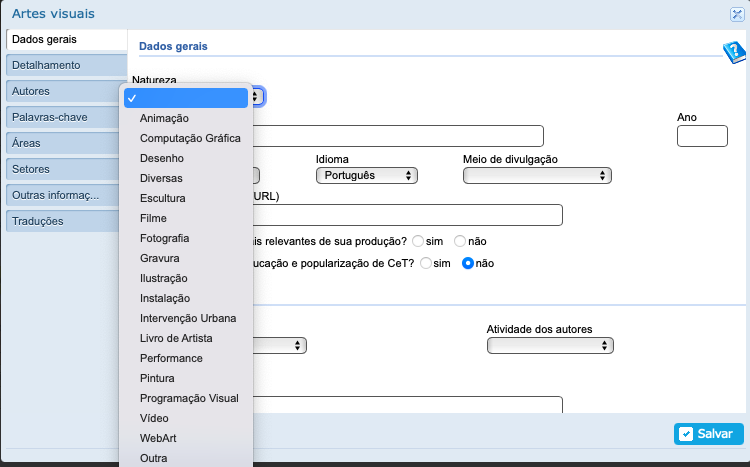 Artes visuais
Dados gerais
Detalhamento
Autores
Palavras-chave
Áreas
Setores
Outras informaç...
Traduções
Dados gerais
Natureza
Animação
Computação Gráfica
Desenho
Diversas
Escultura
Filme
Fotografia
Gravura
Ilustração
Instalação
Intervenção Urbana
Livro de Artista
Performance
Pintura
Programação Visual
Vídeo
WebArt
Outra
Ano
Idioma
Meio de divulgação
Português
URL)
relevantes de sua produção? sim não
e popularização de CeT? sim não
Atividade dos autores
Salvar